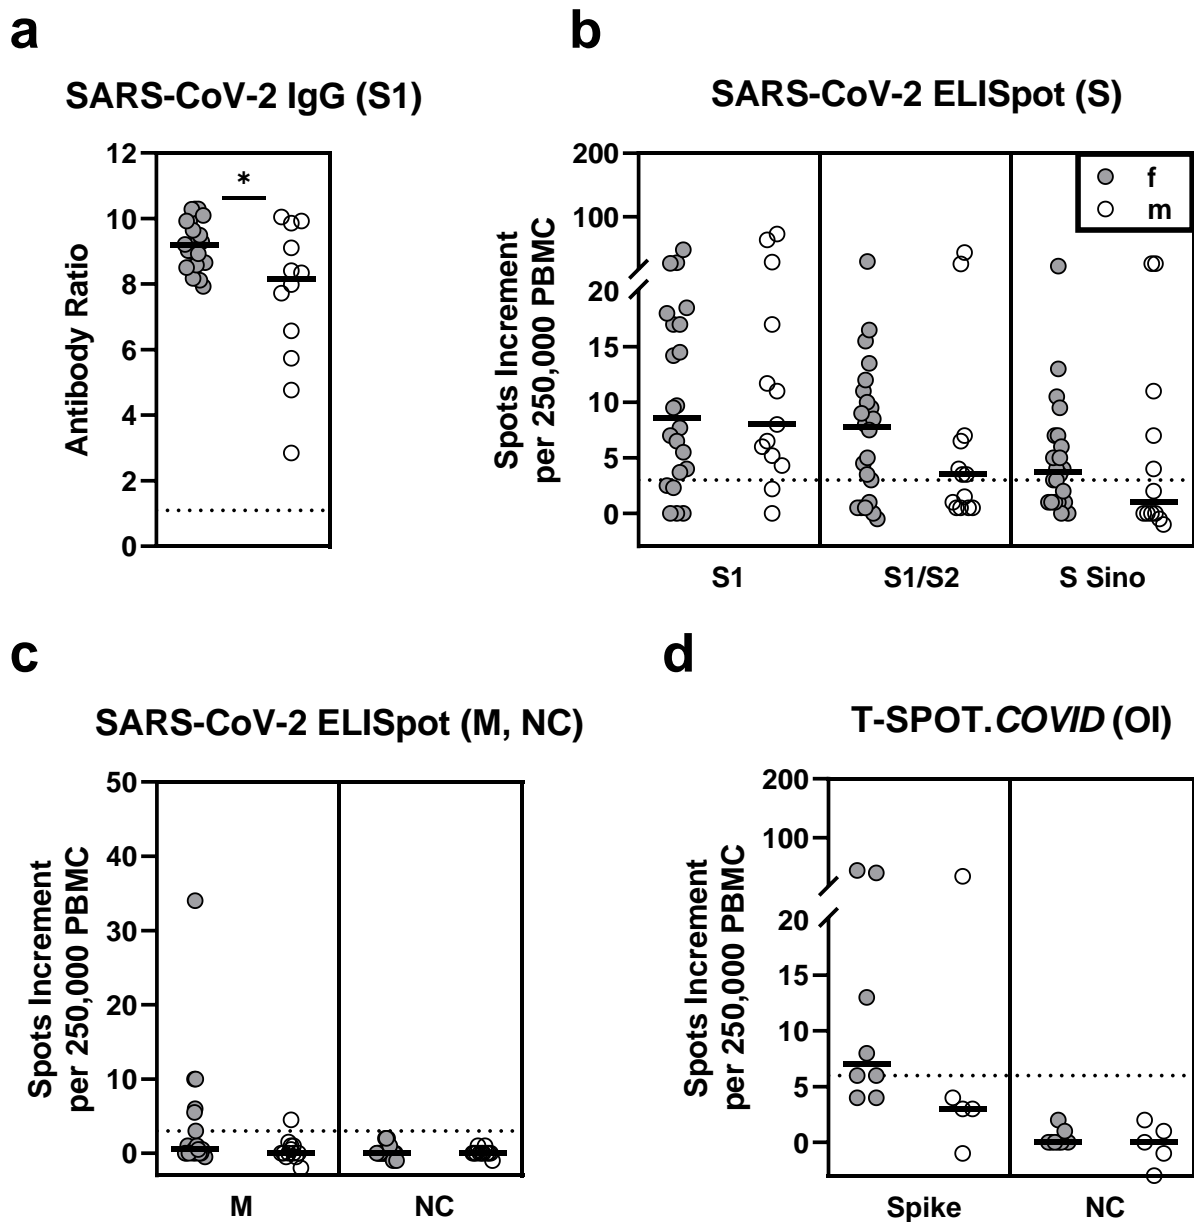 a
SARS-CoV-2 IgG (S1)
Antibody Ratio
12
10
8
6
4
2
0
*
b
SARS-CoV-2 ELISpot (S)
Spots Increment
per 250,000 PBMC
200
100
20
15
10
5
0
f
m
S1
S1/S2
S Sino
c
SARS-CoV-2 ELISpot (M, NC)
Spots Increment
per 250,000 PBMC
50
40
30
20
10
0
M
NC
d
T-SPOT.COVID (OI)
Spots Increment
per 250,000 PBMC
200
100
20
15
10
5
0
Spike
NC